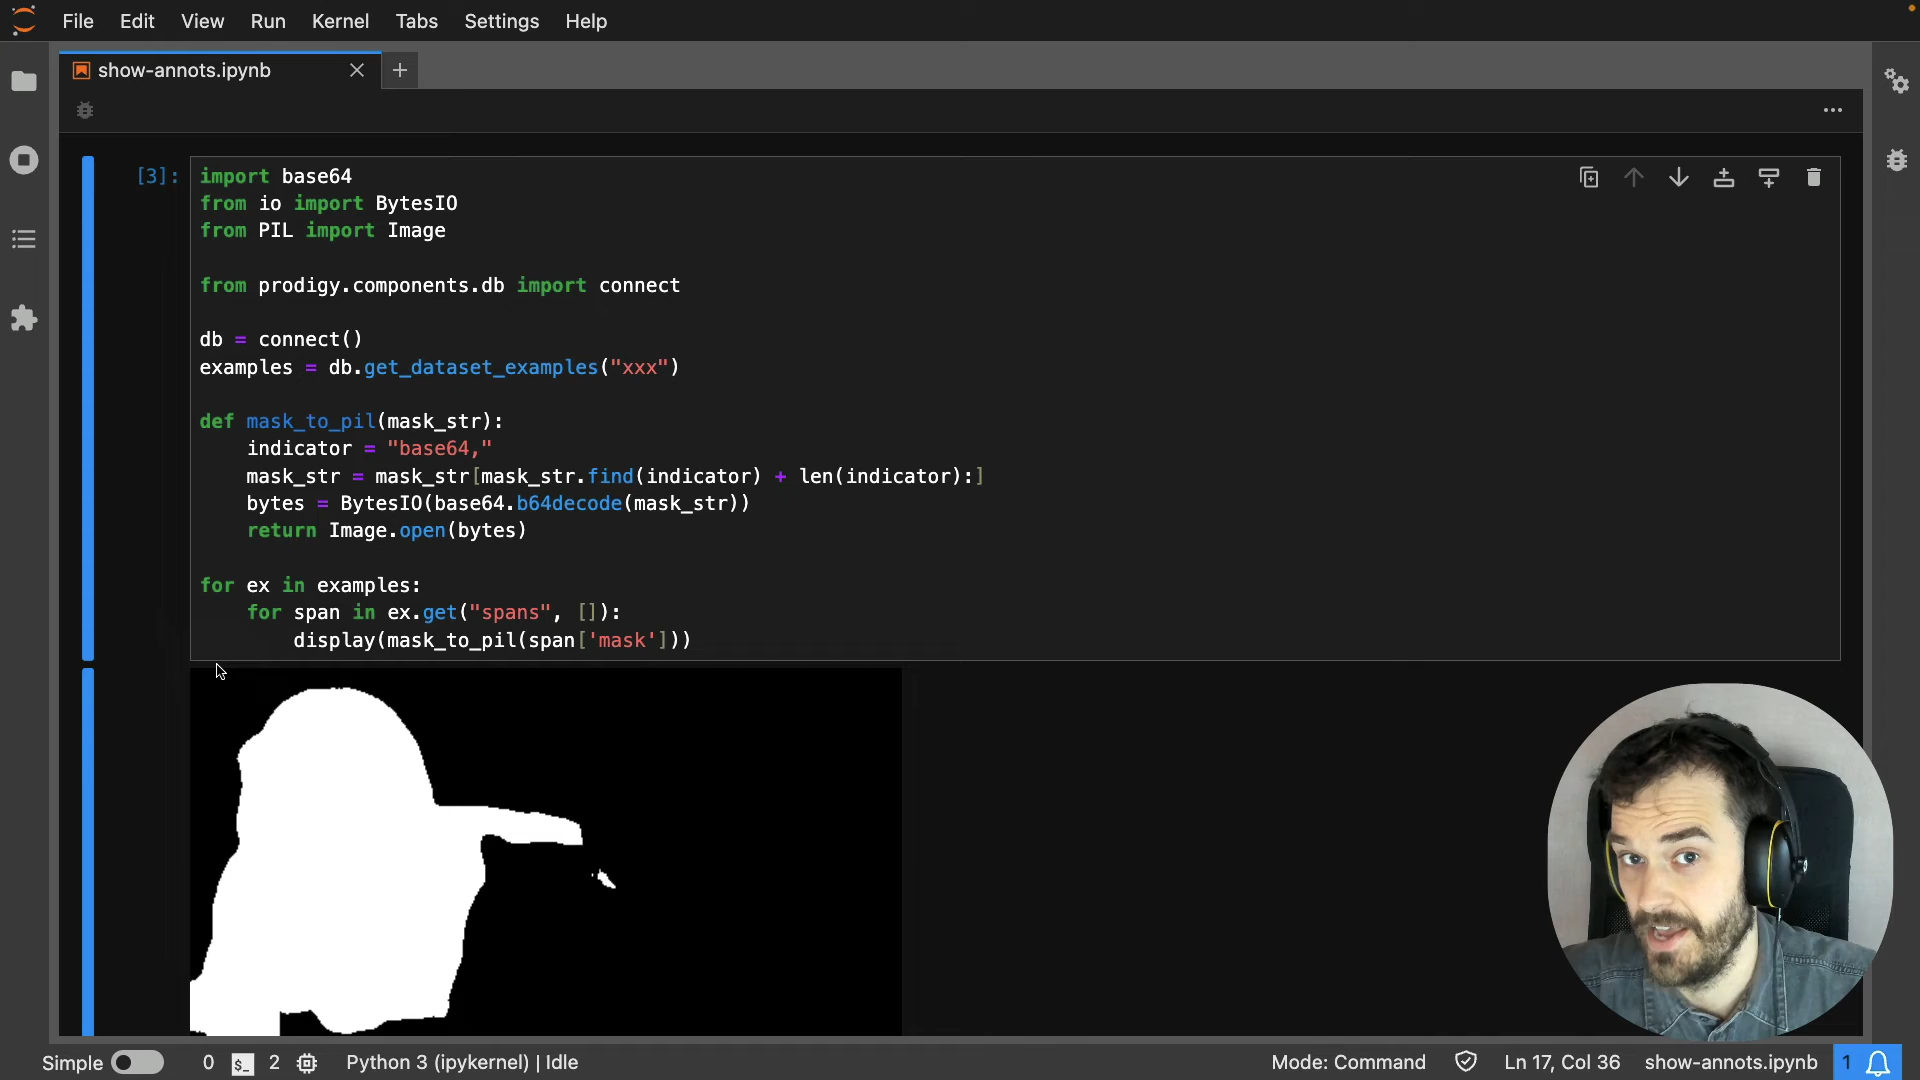 File Edit View Run Kernel Tabs Settings Help
show-annots.ipynb
[3]:
import base64
from io import BytesIO
from PIL import Image
from prodigy.components.db import connect
db = connect()
examples = db.get_dataset_examples("xxx")
def mask_to_pil(mask_str):
    indicator = "base64,"
    mask_str = mask_str[mask_str.find(indicator) + len(indicator):]
    bytes = BytesIO(base64.b64decode(mask_str))
    return Image.open(bytes)
for ex in examples:
    for span in ex.get("spans", []):
        display(mask_to_pil(span['mask']))
Simple 0 $_ 2 Python 3 (ipykernel) | Idle Mode: Command Ln 17, Col 36 show-annots.ipynb 1